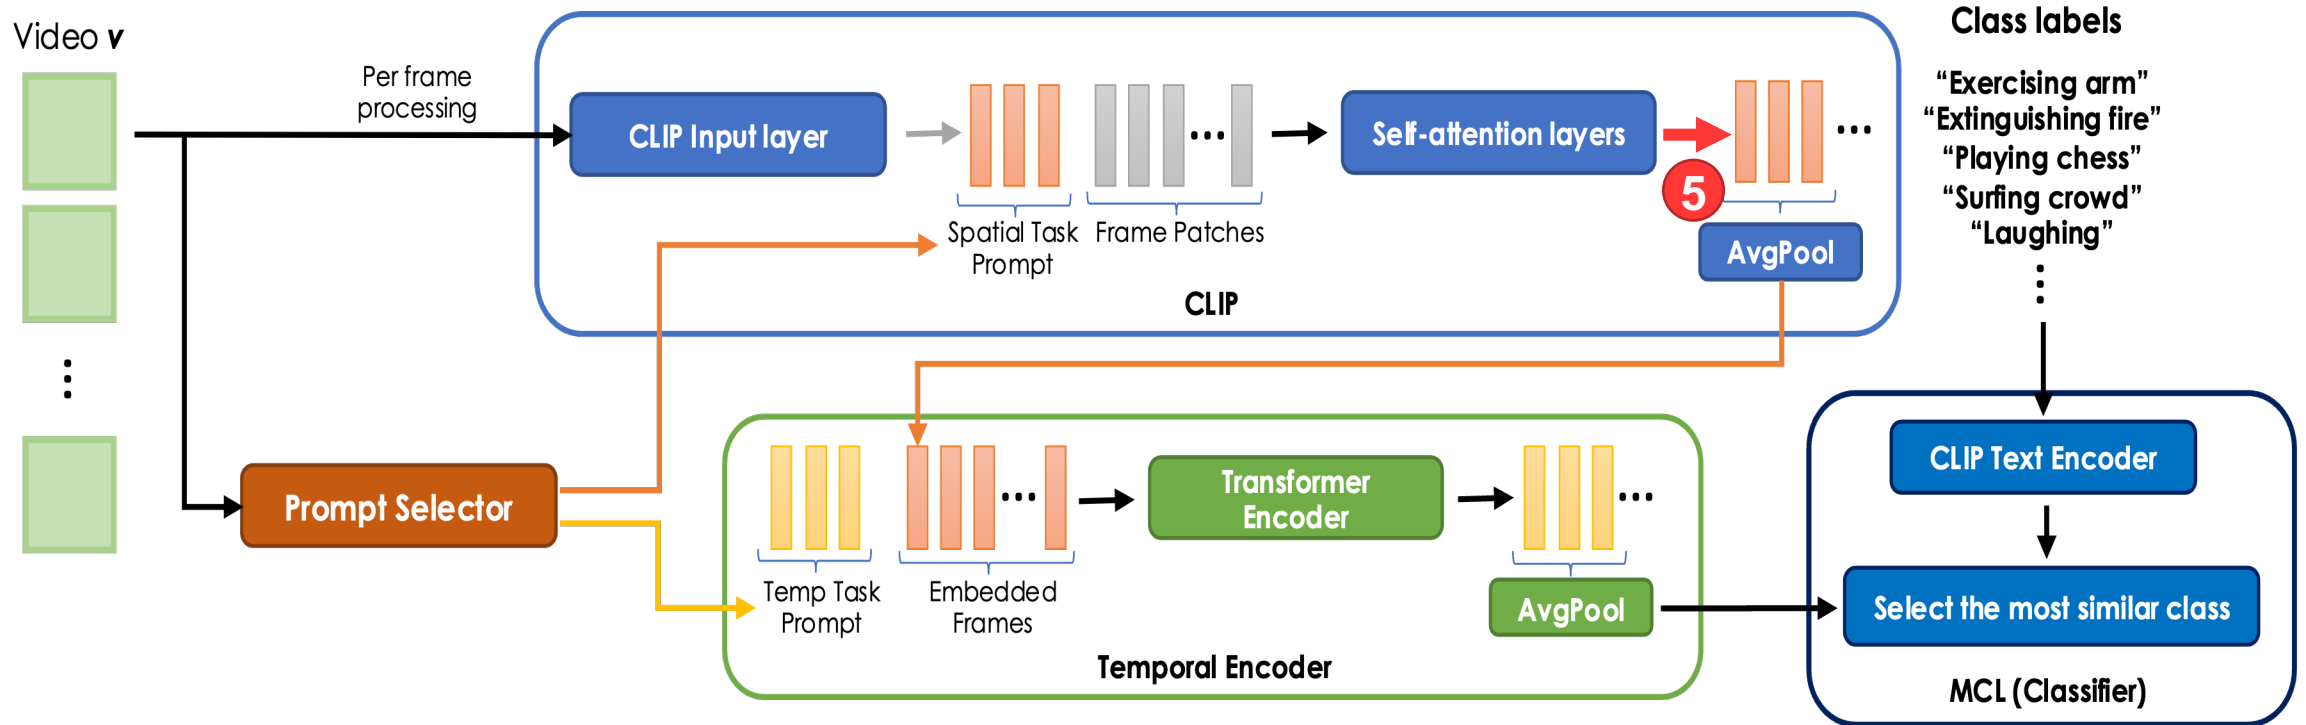 Video v
Per frame
processing
CLIP Input layer
Spatial Task
Prompt
Frame Patches
Self-attention layers
5
AvgPool
CLIP
Class labels
“Exercising arm”
“Extinguishing fire”
“Playing chess”
“Surfing crowd”
“Laughing”
Prompt Selector
Temp Task
Prompt
Embedded
Frames
Transformer
Encoder
AvgPool
Temporal Encoder
CLIP Text Encoder
Select the most similar class
MCL (Classifier)